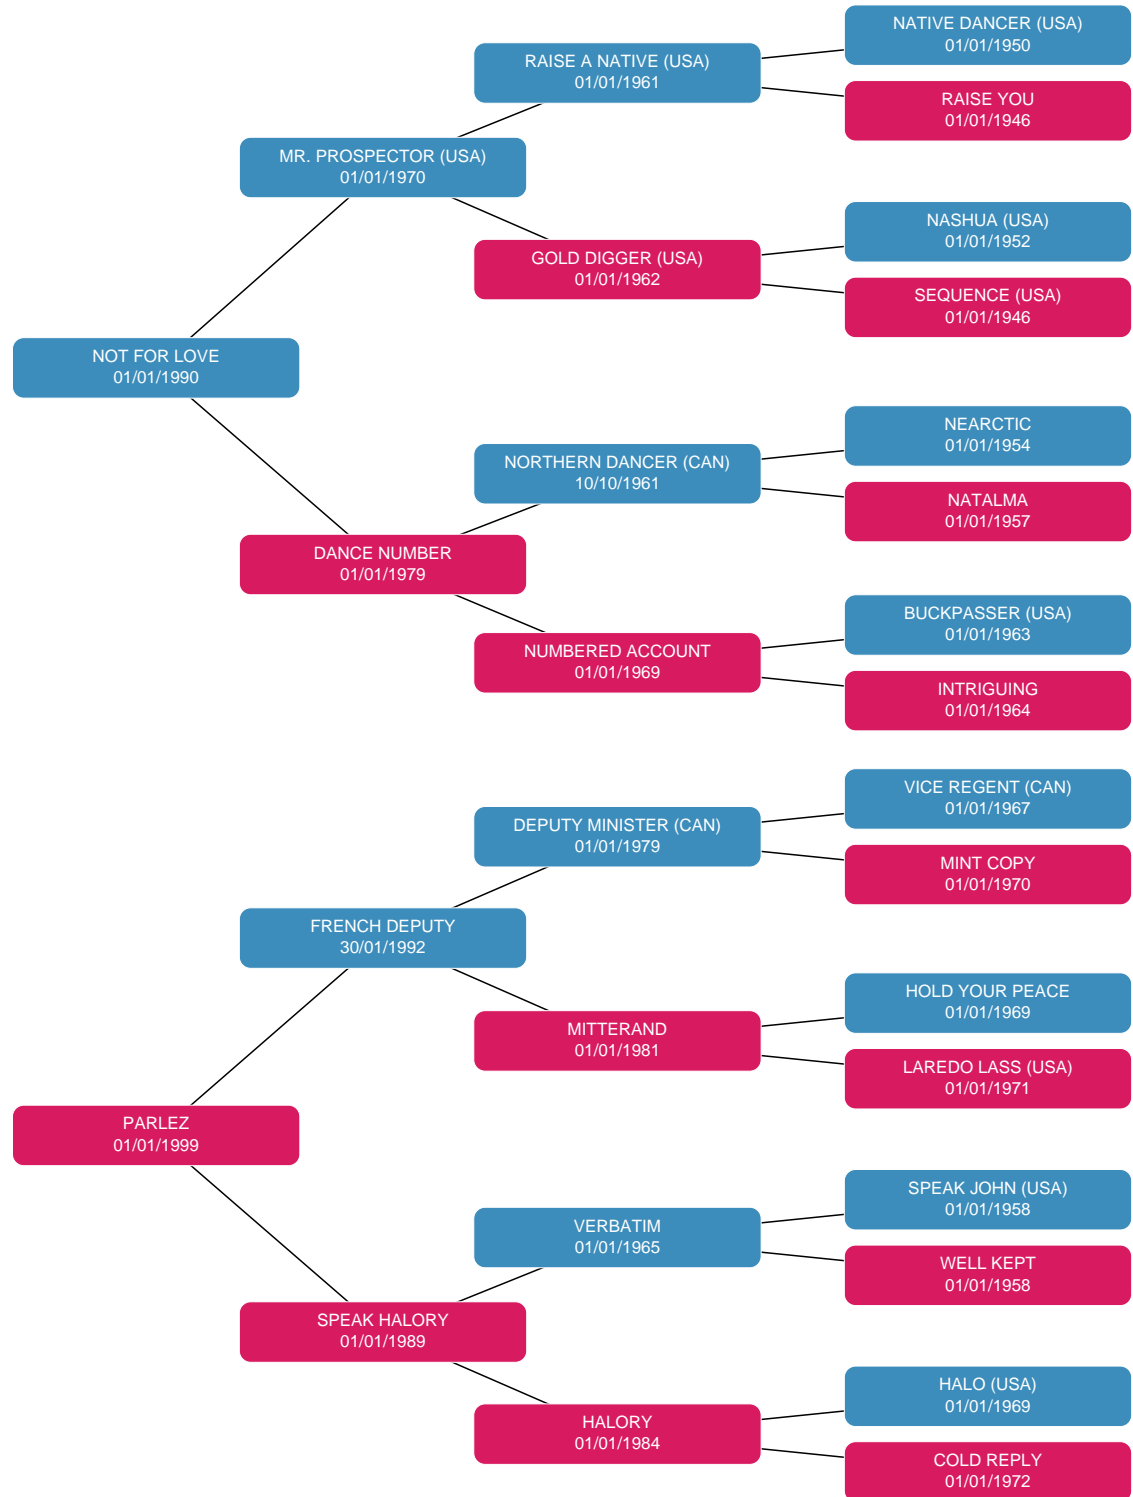 NATIVE DANCER (USA)
01/01/1950
RAISE A NATIVE (USA)
01/01/1961
RAISE YOU
01/01/1946
MR. PROSPECTOR (USA)
01/01/1970
NASHUA (USA)
01/01/1952
GOLD DIGGER (USA)
01/01/1962
SEQUENCE (USA)
01/01/1946
NOT FOR LOVE
01/01/1990
NEARCTIC
01/01/1954
NORTHERN DANCER (CAN)
10/10/1961
NATALMA
01/01/1957
DANCE NUMBER
01/01/1979
BUCKPASSER (USA)
01/01/1963
NUMBERED ACCOUNT
01/01/1969
INTRIGUING
01/01/1964
VICE REGENT (CAN)
01/01/1967
DEPUTY MINISTER (CAN)
01/01/1979
MINT COPY
01/01/1970
FRENCH DEPUTY
30/01/1992
HOLD YOUR PEACE
01/01/1969
MITTERAND
01/01/1981
LAREDO LASS (USA)
01/01/1971
PARLEZ
01/01/1999
SPEAK JOHN (USA)
01/01/1958
VERBATIM
01/01/1965
WELL KEPT
01/01/1958
SPEAK HALORY
01/01/1989
HALO (USA)
01/01/1969
HALORY
01/01/1984
COLD REPLY
01/01/1972